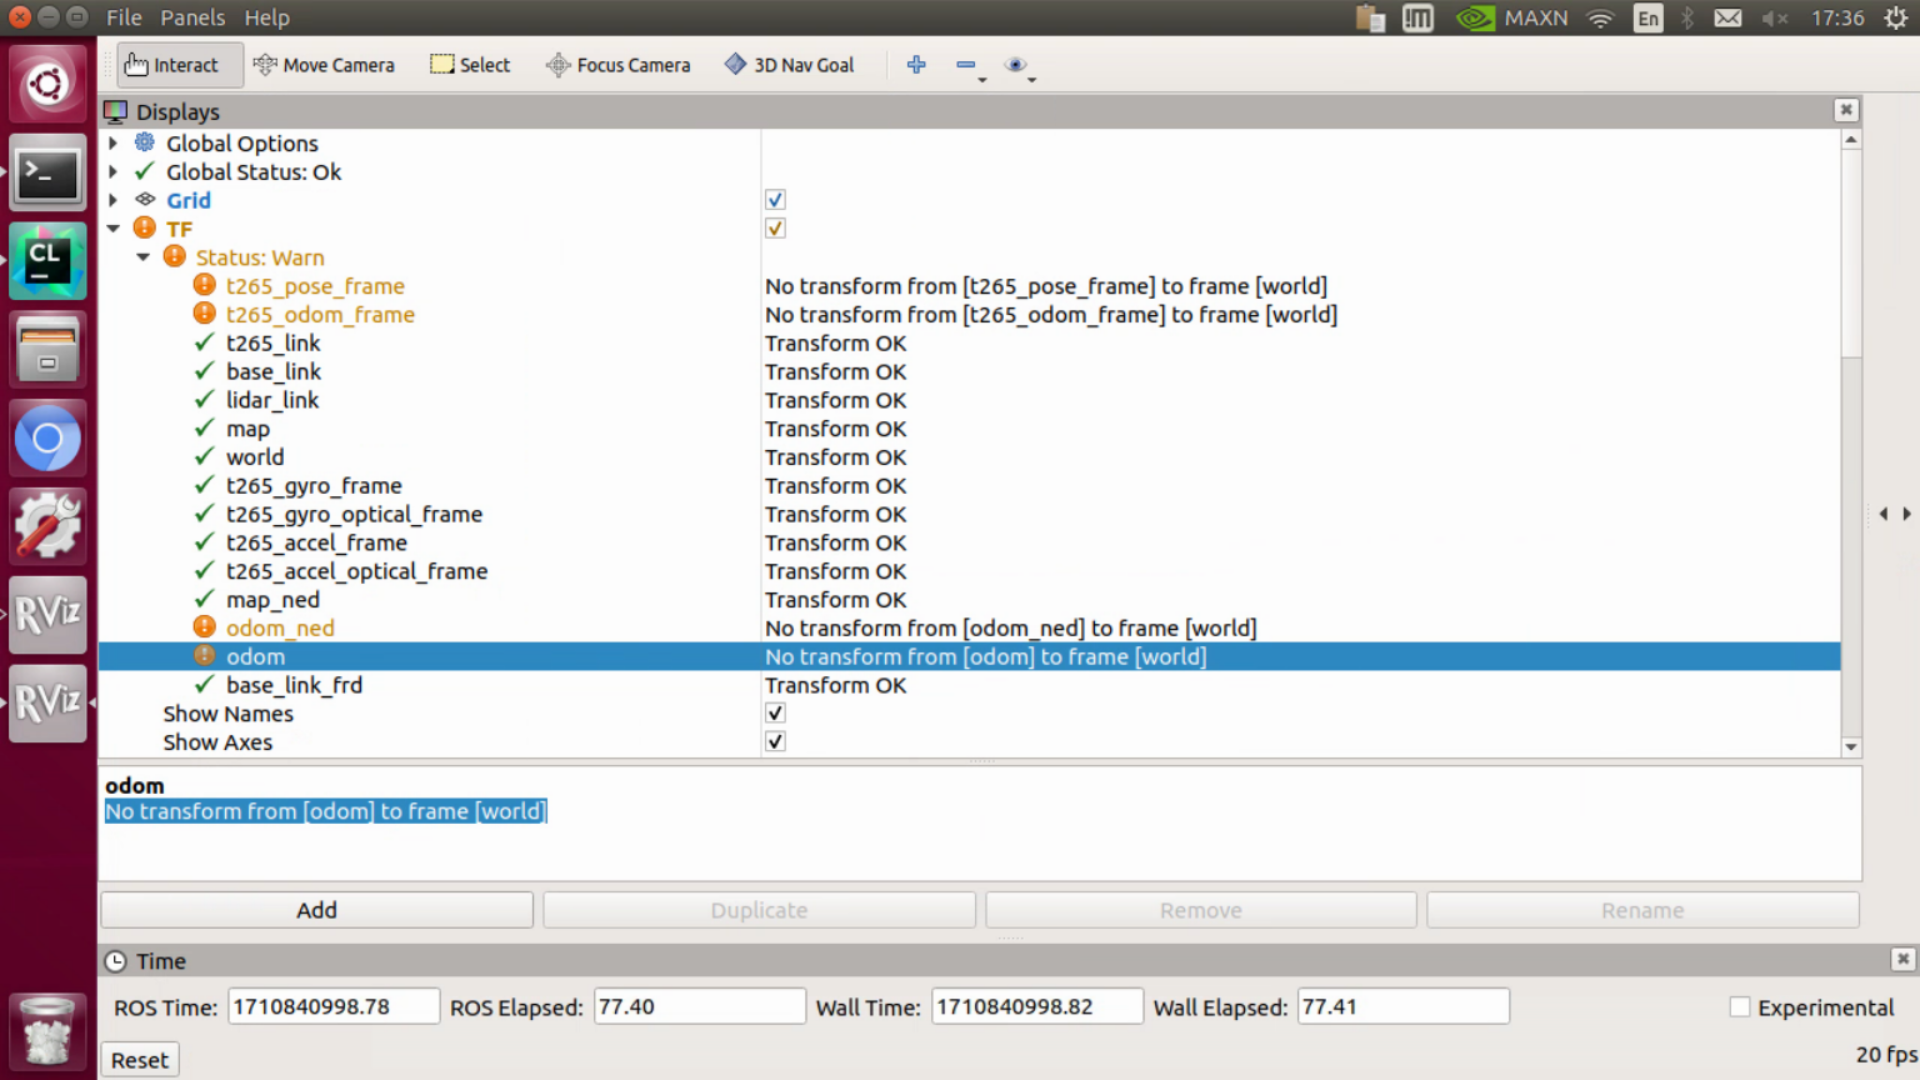 File Panels Help MAXN En 17:36
Interact Move Camera Select Focus Camera 3D Nav Goal
Displays
Global Options
Global Status: Ok
Grid
TF
Status: Warn
t265_pose_frame No transform from [t265_pose_frame] to frame [world]
t265_odom_frame No transform from [t265_odom_frame] to frame [world]
t265_link Transform OK
base_link Transform OK
lidar_link Transform OK
map Transform OK
world Transform OK
t265_gyro_frame Transform OK
t265_gyro_optical_frame Transform OK
t265_accel_frame Transform OK
t265_accel_optical_frame Transform OK
map_ned Transform OK
odom_ned No transform from [odom_ned] to frame [world]
odom No transform from [odom] to frame [world]
base_link_frd Transform OK
Show Names
Show Axes
odom
No transform from [odom] to frame [world]
Add Duplicate Remove Rename
Time
ROS Time: 1710840998.78 ROS Elapsed: 77.40 Wall Time: 1710840998.82 Wall Elapsed: 77.41 Experimental
Reset 20 fps
>_
CL
RViz
RViz